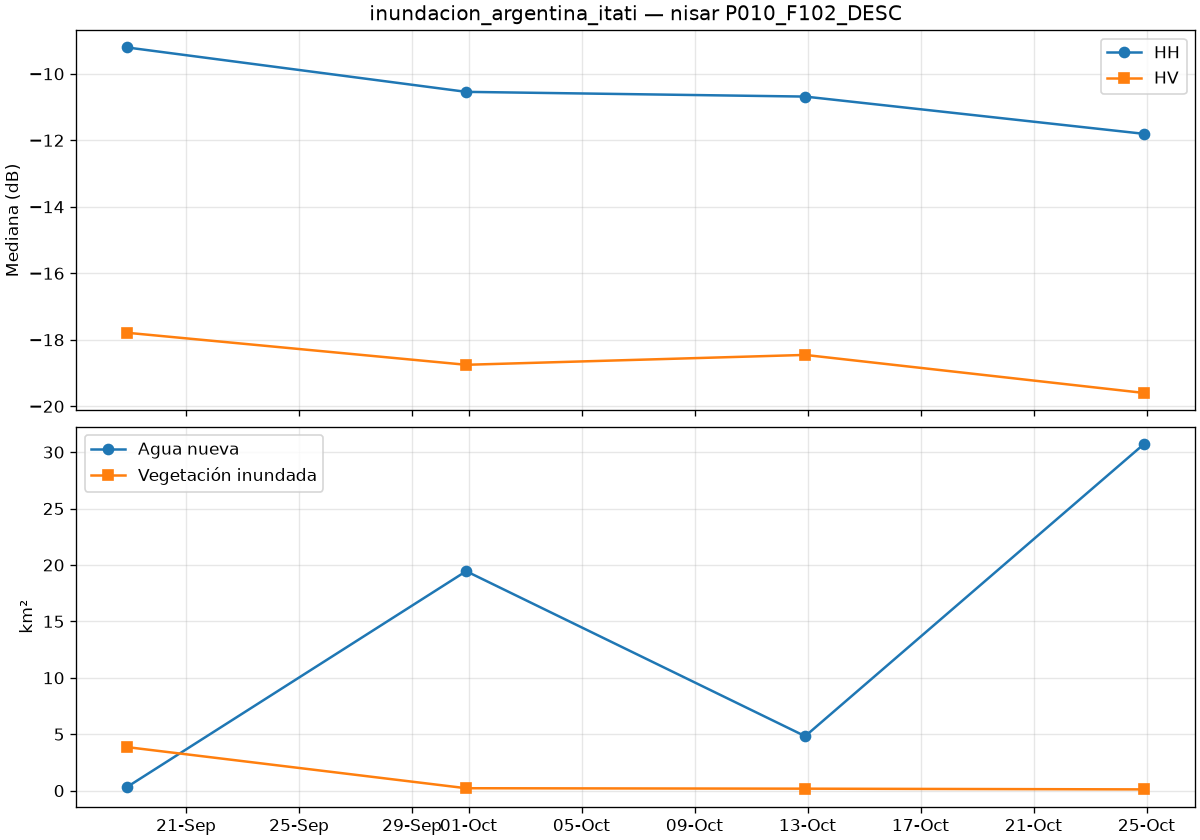 inundacion_argentina_itati — nisar P010_F102_DESC
HH
HV
−10
−12
−14
−16
−18
−20
Mediana (dB)
Agua nueva
Vegetación inundada
30
25
20
15
10
5
0
km²
21-Sep 25-Sep 29-Sep 01-Oct 05-Oct 09-Oct 13-Oct 17-Oct 21-Oct 25-Oct